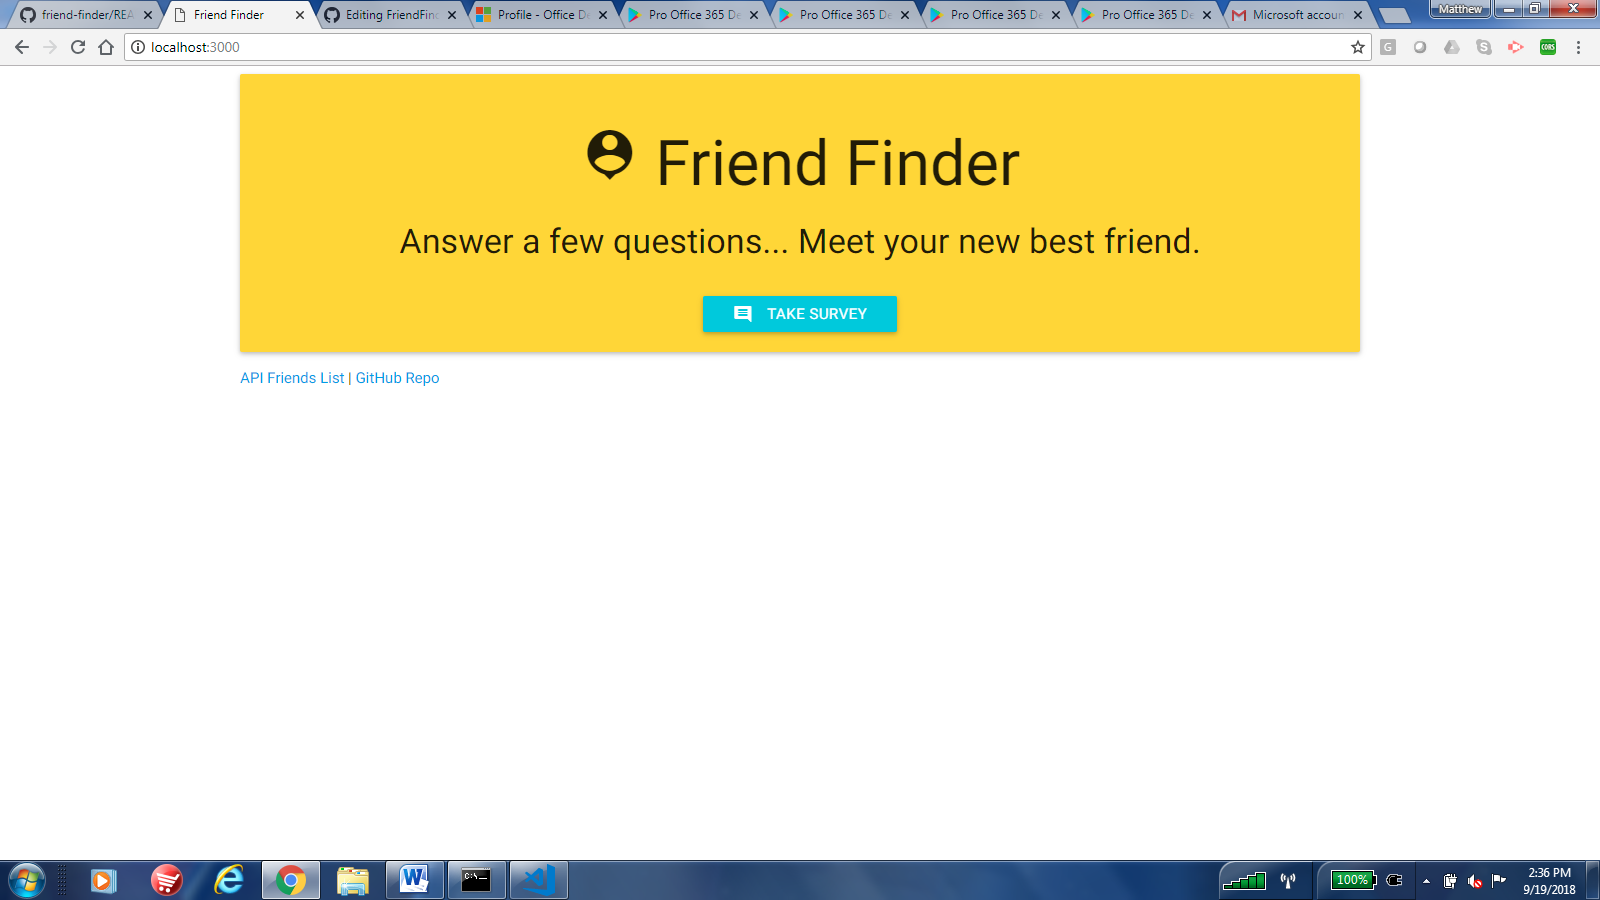 friend-finder/REA
Friend Finder
Editing FriendFin
Profile - Office De
Pro Office 365 De
Pro Office 365 De
Pro Office 365 De
Pro Office 365 De
Microsoft accoun
Matthew
localhost:3000
G
CORS
Friend Finder
Answer a few questions... Meet your new best friend.
TAKE SURVEY
API Friends List | GitHub Repo
C:\_
100%
2:36 PM
9/19/2018